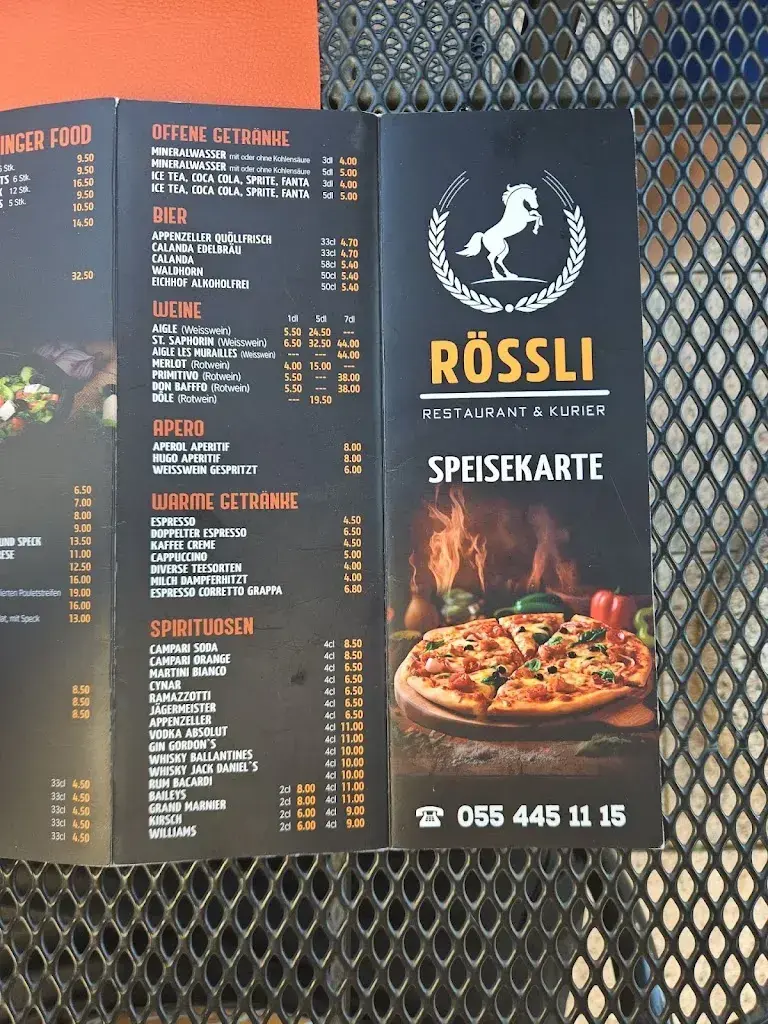 INGER FOOD
Stk. 9.50
9.50
TS 6 Stk. 16.50
12 Stk. 9.50
S 5 Stk. 10.50
14.50
32.50
6.50
7.00
8.00
9.00
UND SPECK 13.50
ESE 11.00
12.50
16.00
ierten Pouletstreifen 19.00
16.00
at, mit Speck 13.00
8.50
8.50
8.50
33cl 4.50
33cl 4.50
33cl 4.50
33cl 4.50
33cl 4.50
OFFENE GETRÄNKE
MINERALWASSER mit oder ohne Kohlensäure 3dl 4.00
MINERALWASSER mit oder ohne Kohlensäure 5dl 5.00
ICE TEA, COCA COLA, SPRITE, FANTA 3dl 4.00
ICE TEA, COCA COLA, SPRITE, FANTA 5dl 5.00
BIER
APPENZELLER QUÖLLFRISCH 33cl 4.70
CALANDA EDELBRÄU 33cl 4.70
CALANDA 58cl 5.40
WALDHORN 50cl 5.40
EICHHOF ALKOHOLFREI 50cl 5.40
WEINE 1dl 5dl 7dl
AIGLE (Weisswein) 5.50 24.50 ---
ST. SAPHORIN (Weisswein) 6.50 32.50 44.00
AIGLE LES MURAILLES (Weisswein) --- --- 44.00
MERLOT (Rotwein) 4.00 15.00 ---
PRIMITIVO (Rotwein) 5.50 --- 38.00
DON BAFFFO (Rotwein) 5.50 --- 38.00
DÔLE (Rotwein) --- 19.50
APERO
APEROL APERITIF 8.00
HUGO APERITIF 8.00
WEISSWEIN GESPRITZT 6.00
WARME GETRÄNKE
ESPRESSO 4.50
DOPPELTER ESPRESSO 6.50
KAFFEE CREME 4.50
CAPPUCCINO 5.00
DIVERSE TEESORTEN 4.00
MILCH DAMPFERHITZT 4.00
ESPRESSO CORRETTO GRAPPA 6.80
SPIRITUOSEN
CAMPARI SODA 4cl 8.50
CAMPARI ORANGE 4cl 8.50
MARTINI BIANCO 4cl 6.50
CYNAR 4cl 6.50
RAMAZZOTTI 4cl 6.50
JÄGERMEISTER 4cl 6.50
APPENZELLER 4cl 6.50
VODKA ABSOLUT 4cl 11.00
GIN GORDON´S 4cl 11.00
WHISKY BALLANTINES 4cl 10.00
WHISKY JACK DANIEL´S 4cl 10.00
RUM BACARDI 4cl 10.00
BAILEYS 2cl 8.00 4cl 11.00
GRAND MARNIER 2cl 8.00 4cl 11.00
KIRSCH 2cl 6.00 4cl 9.00
WILLIAMS 2cl 6.00 4cl 9.00
RÖSSLI
RESTAURANT & KURIER
SPEISEKARTE
☎ 055 445 11 15